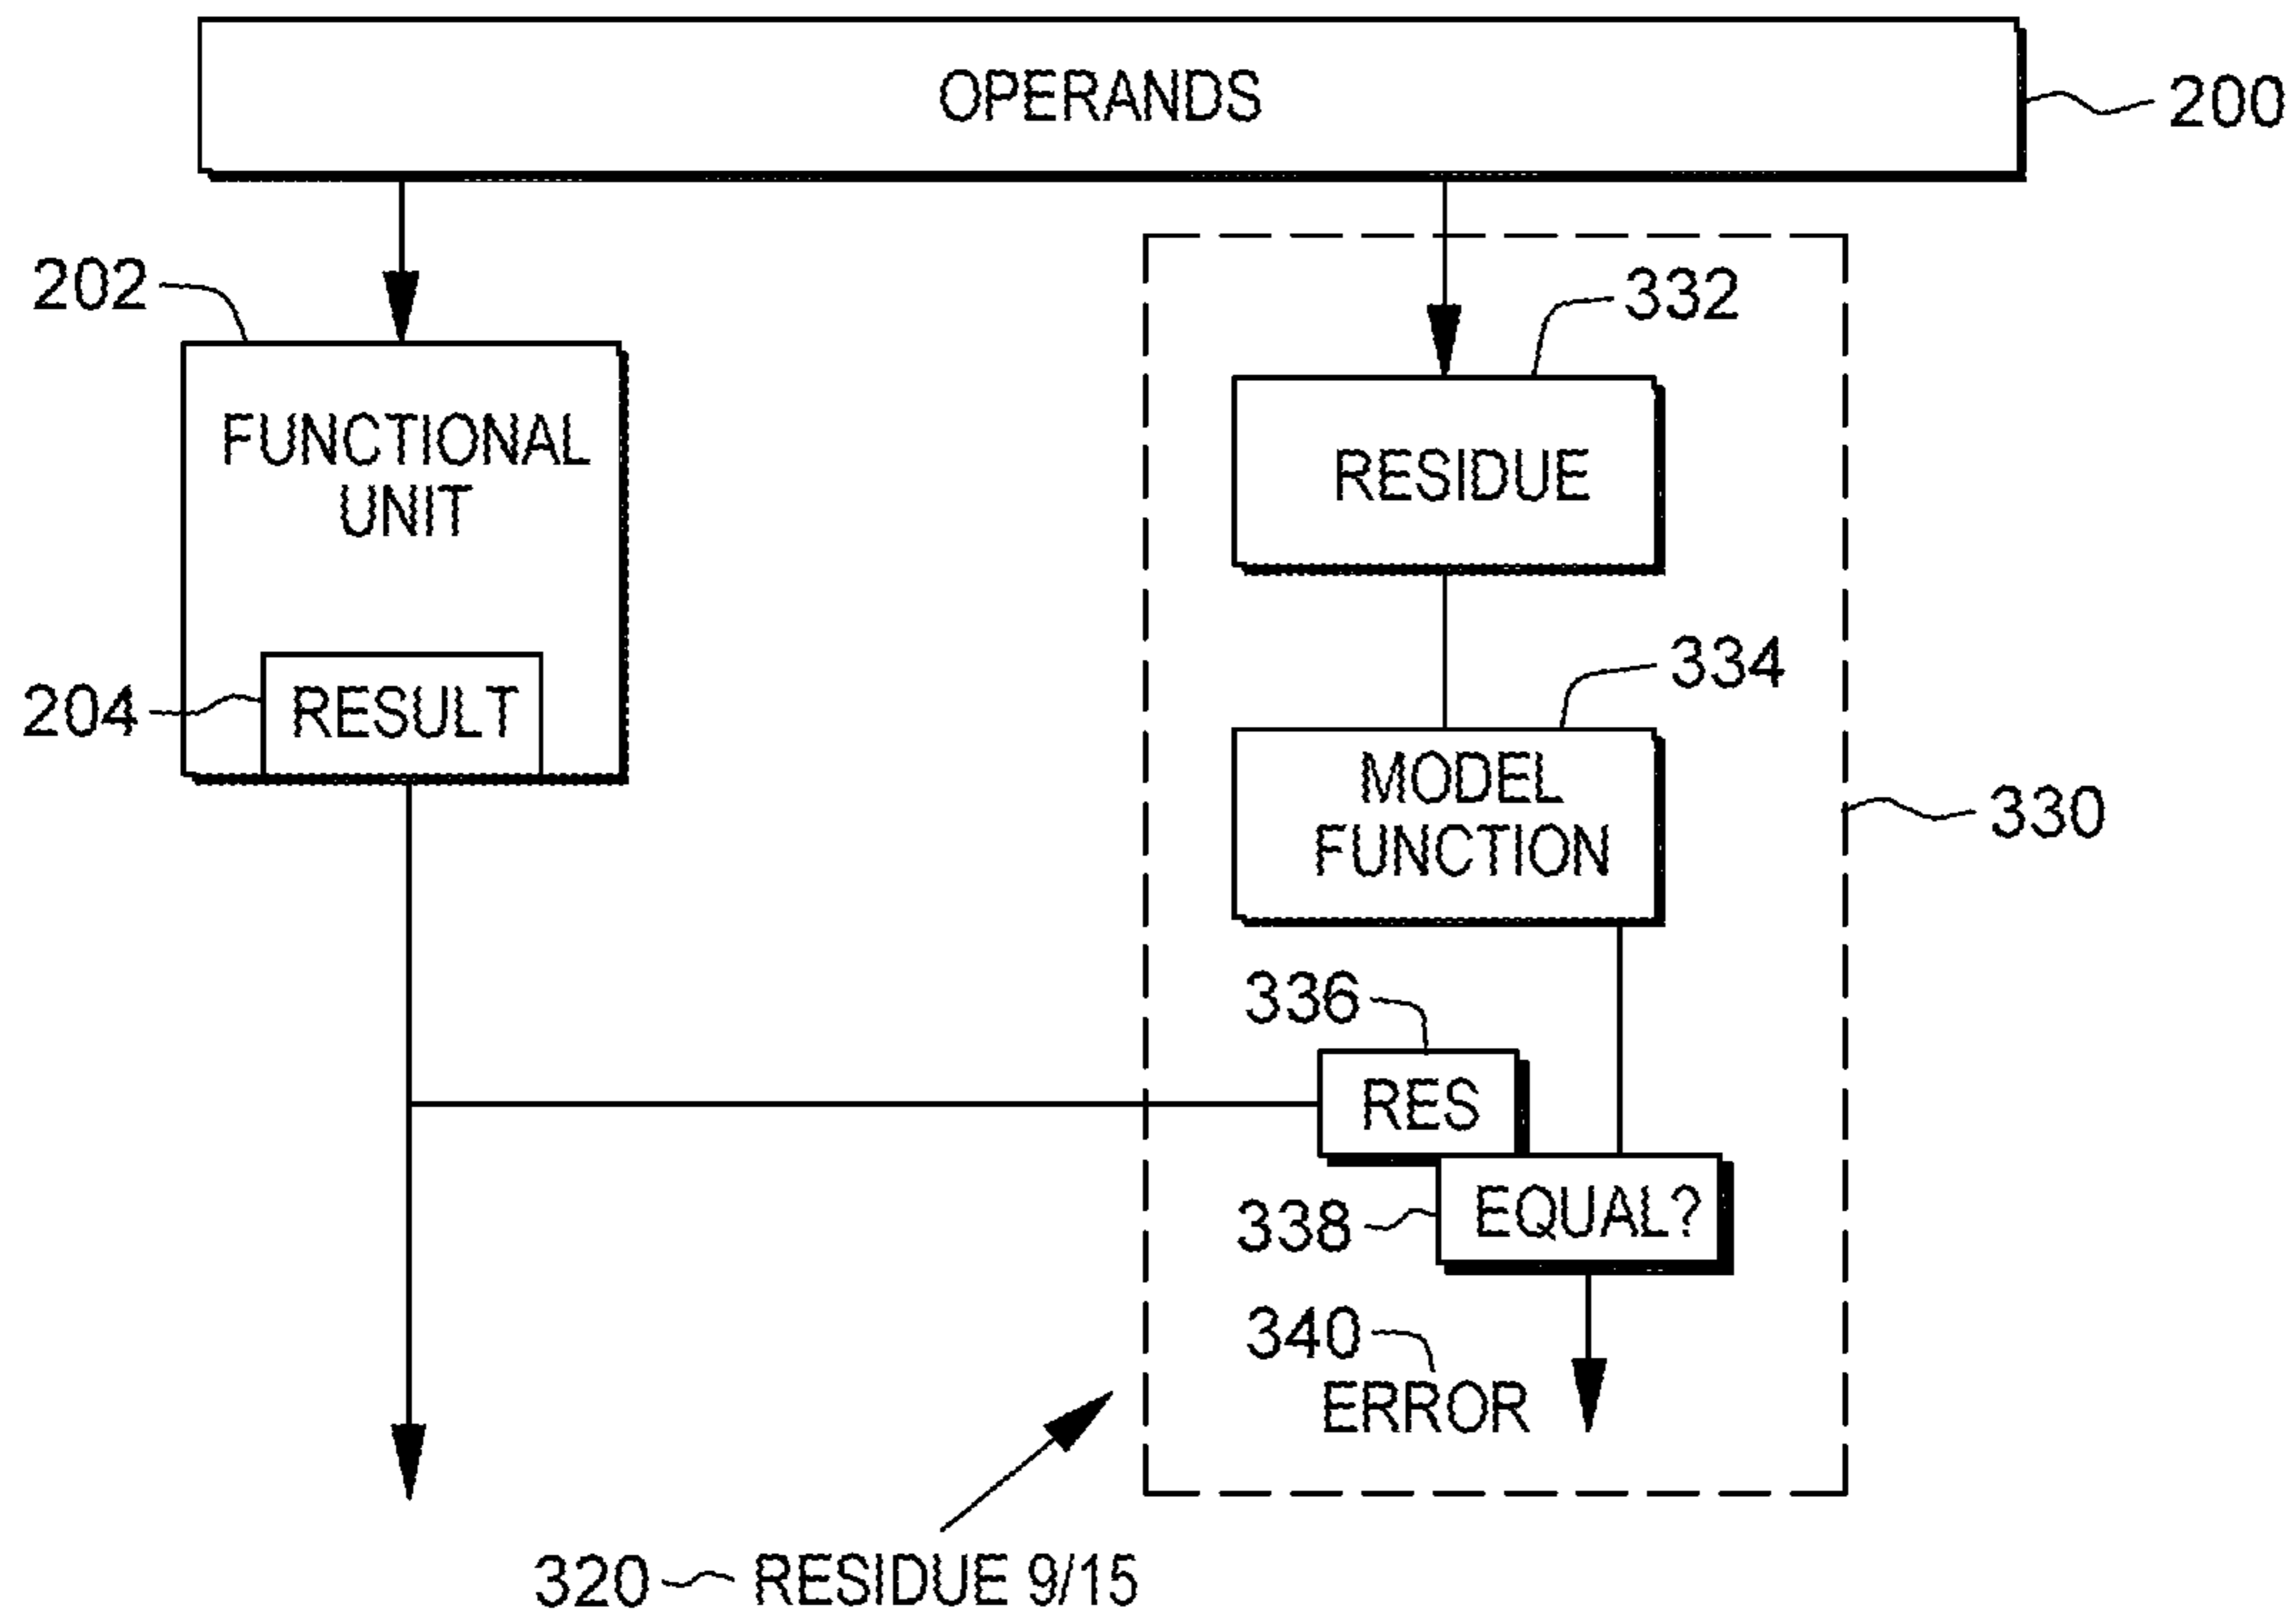 OPERANDS
200
202
332
FUNCTIONAL
UNIT
RESIDUE
334
204
RESULT
MODEL
FUNCTION
330
336
RES
338
EQUAL?
340
ERROR
320
RESIDUE 9/15